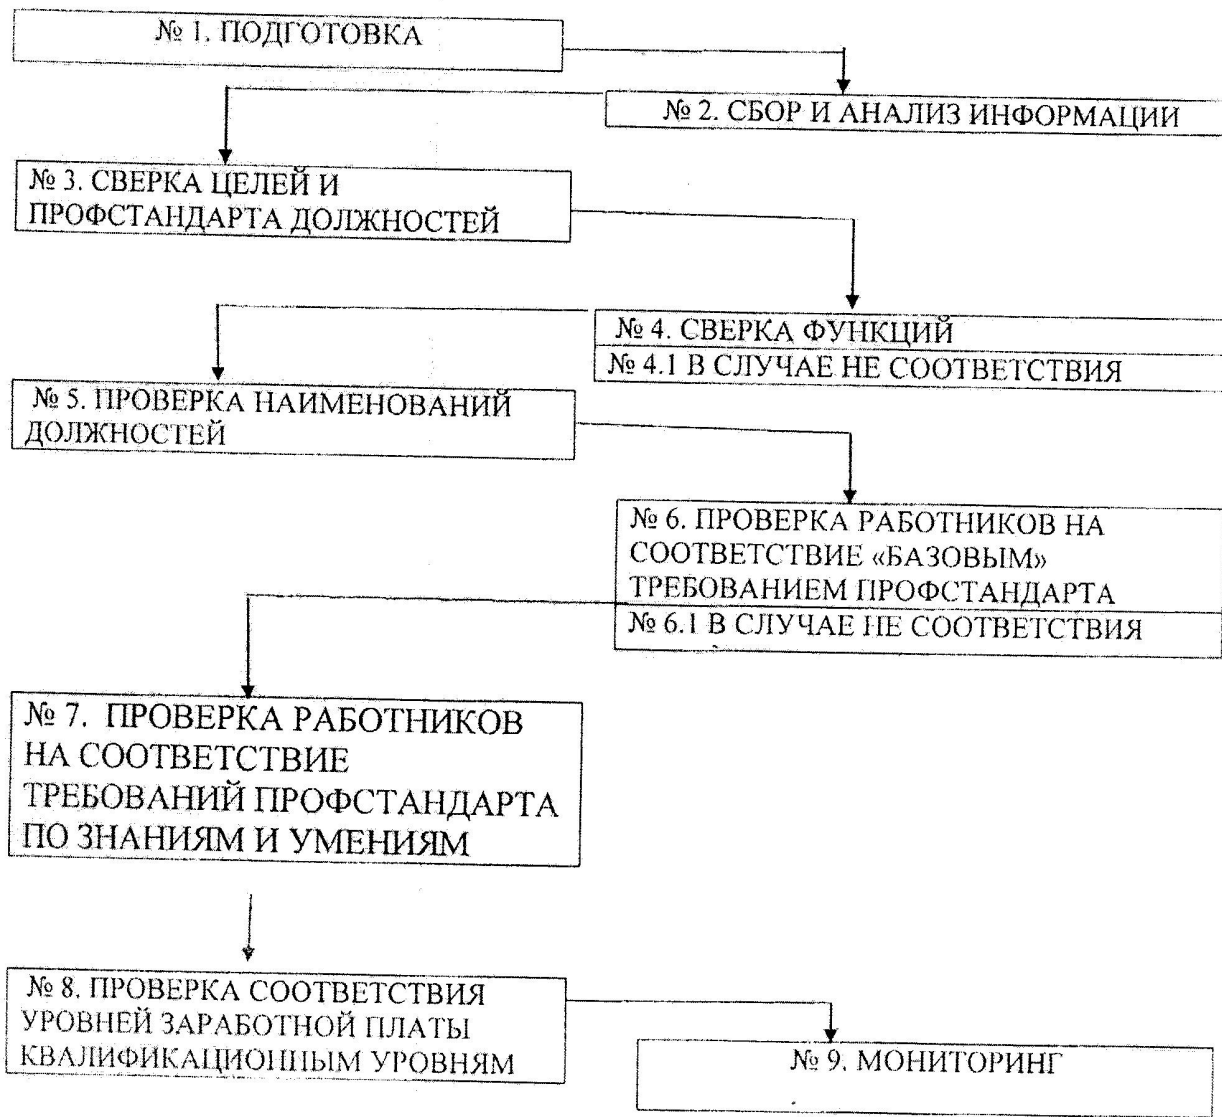 № 1. ПОДГОТОВКА
№ 2. СБОР И АНАЛИЗ ИНФОРМАЦИИ
№ 3. СВЕРКА ЦЕЛЕЙ И
ПРОФСТАНДАРТА ДОЛЖНОСТЕЙ
№ 4. СВЕРКА ФУНКЦИЙ
№ 4.1 В СЛУЧАЕ НЕ СООТВЕТСТВИЯ
№ 5. ПРОВЕРКА НАИМЕНОВАНИЙ
ДОЛЖНОСТЕЙ
№ 6. ПРОВЕРКА РАБОТНИКОВ НА
СООТВЕТСТВИЕ «БАЗОВЫМ»
ТРЕБОВАНИЕМ ПРОФСТАНДАРТА
№ 6.1 В СЛУЧАЕ НЕ СООТВЕТСТВИЯ
№ 7. ПРОВЕРКА РАБОТНИКОВ
НА СООТВЕТСТВИЕ
ТРЕБОВАНИЙ ПРОФСТАНДАРТА
ПО ЗНАНИЯМ И УМЕНИЯМ
№ 8. ПРОВЕРКА СООТВЕТСТВИЯ
УРОВНЕЙ ЗАРАБОТНОЙ ПЛАТЫ
КВАЛИФИКАЦИОННЫМ УРОВНЯМ
№ 9. МОНИТОРИНГ